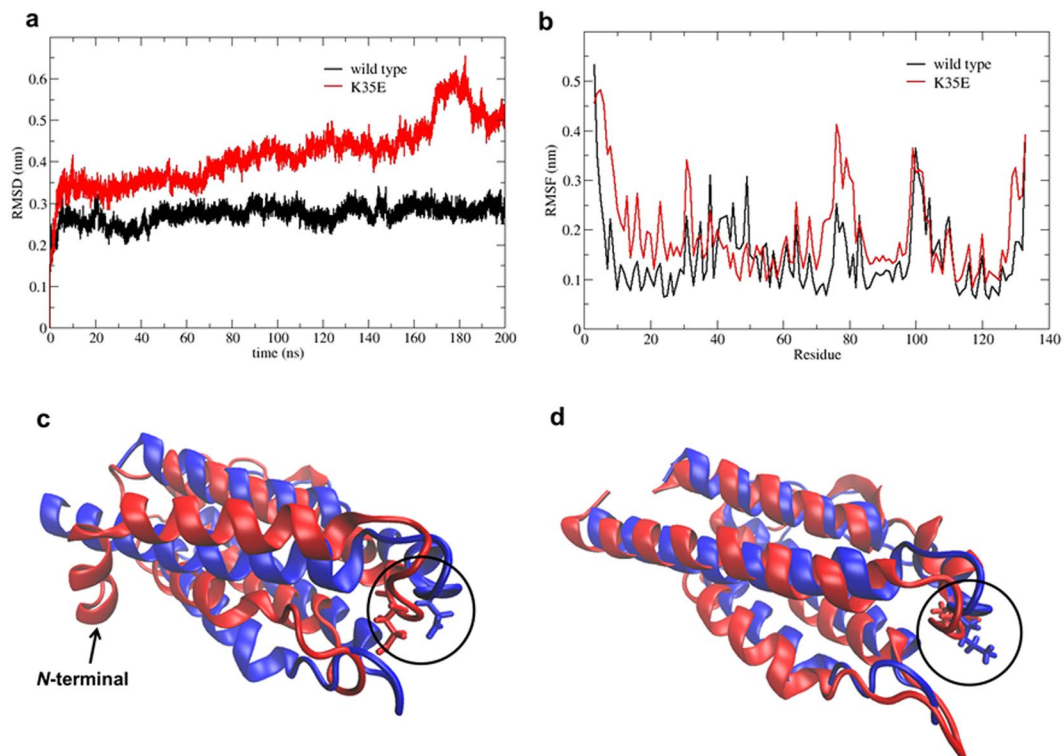 a
b
wild type
K35E
0.6
0.5
0.4
0.3
0.2
0.1
0
RMSD (nm)
0 20 40 60 80 100 120 140 160 180 200
time (ns)
wild type
K35E
0.5
0.4
0.3
0.2
0.1
0
RMSF (nm)
0 20 40 60 80 100 120 140
Residue
c
d
N-terminal